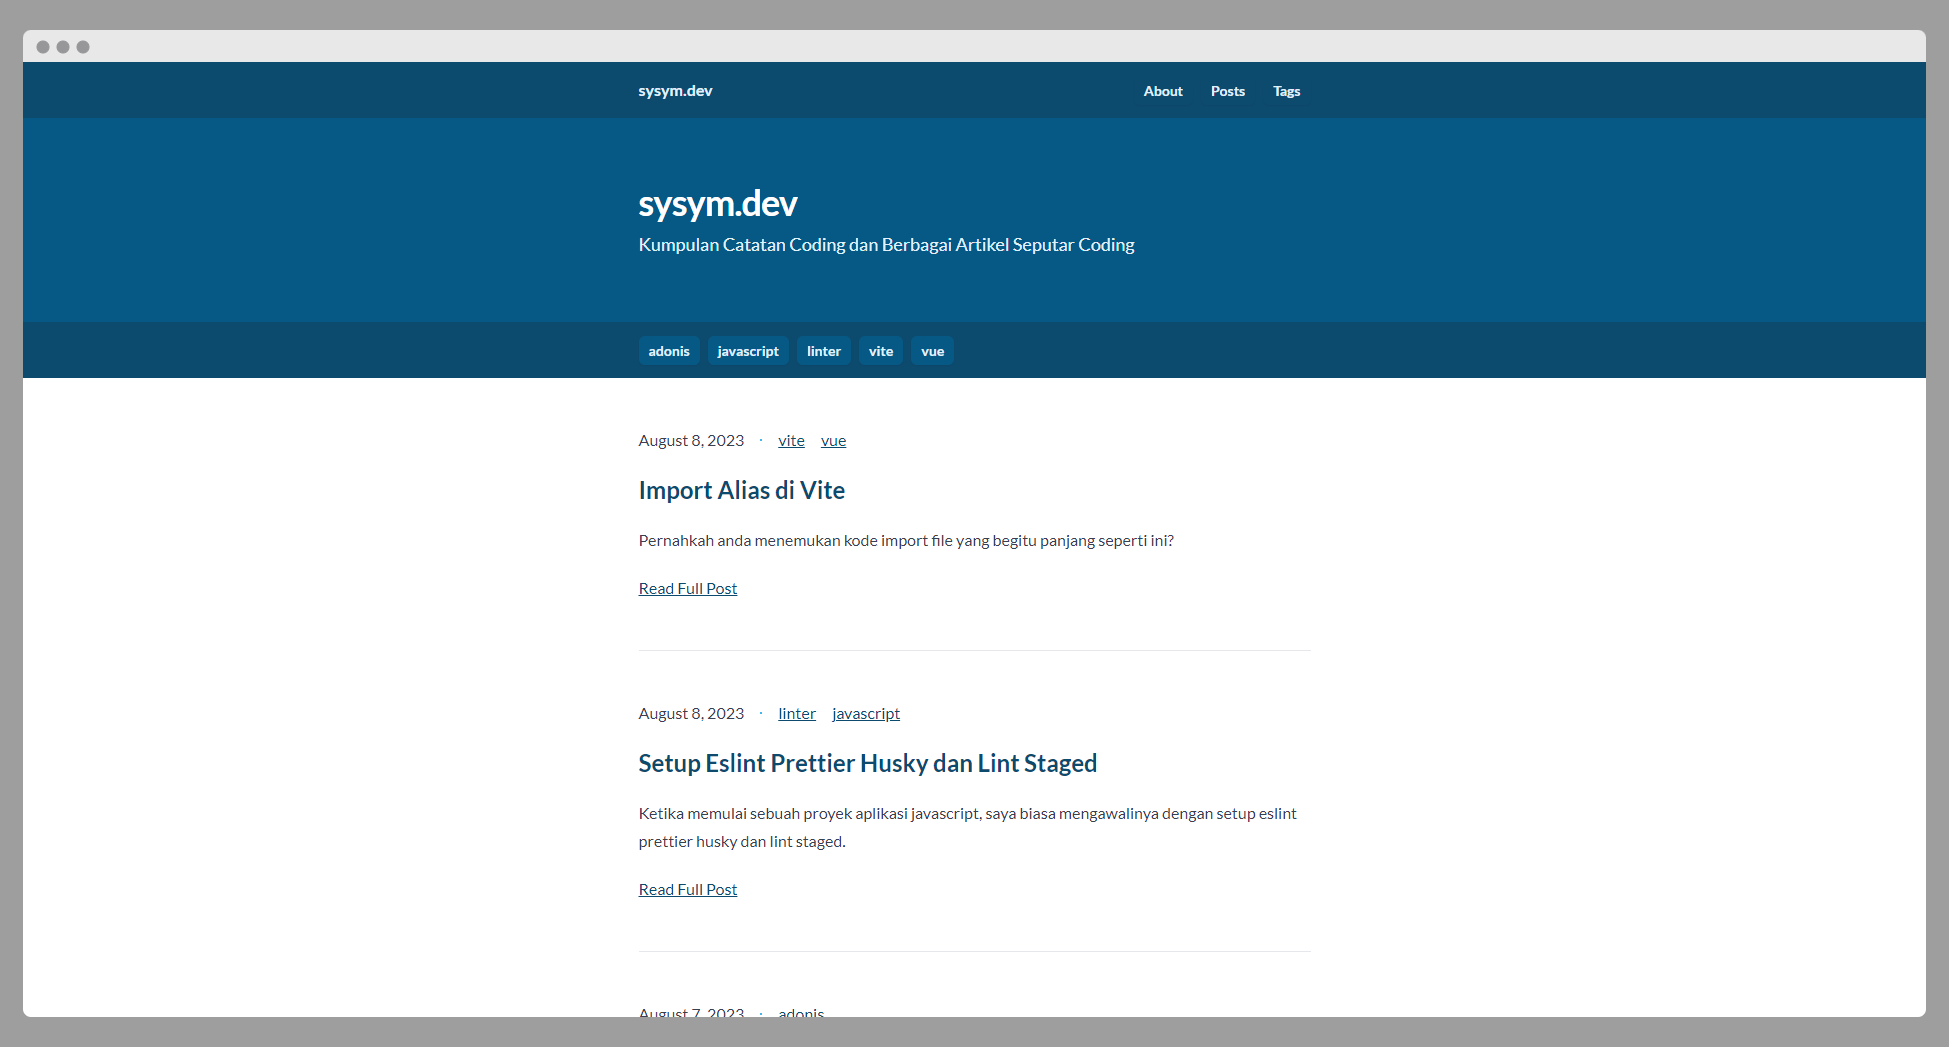 sysym.dev About Posts Tags
sysym.dev
Kumpulan Catatan Coding dan Berbagai Artikel Seputar Coding
adonis javascript linter vite vue
August 8, 2023 · vite vue
Import Alias di Vite
Pernahkah anda menemukan kode import file yang begitu panjang seperti ini?
Read Full Post
August 8, 2023 · linter javascript
Setup Eslint Prettier Husky dan Lint Staged
Ketika memulai sebuah proyek aplikasi javascript, saya biasa mengawalinya dengan setup eslint
prettier husky dan lint staged.
Read Full Post
August 7, 2023 · adonis